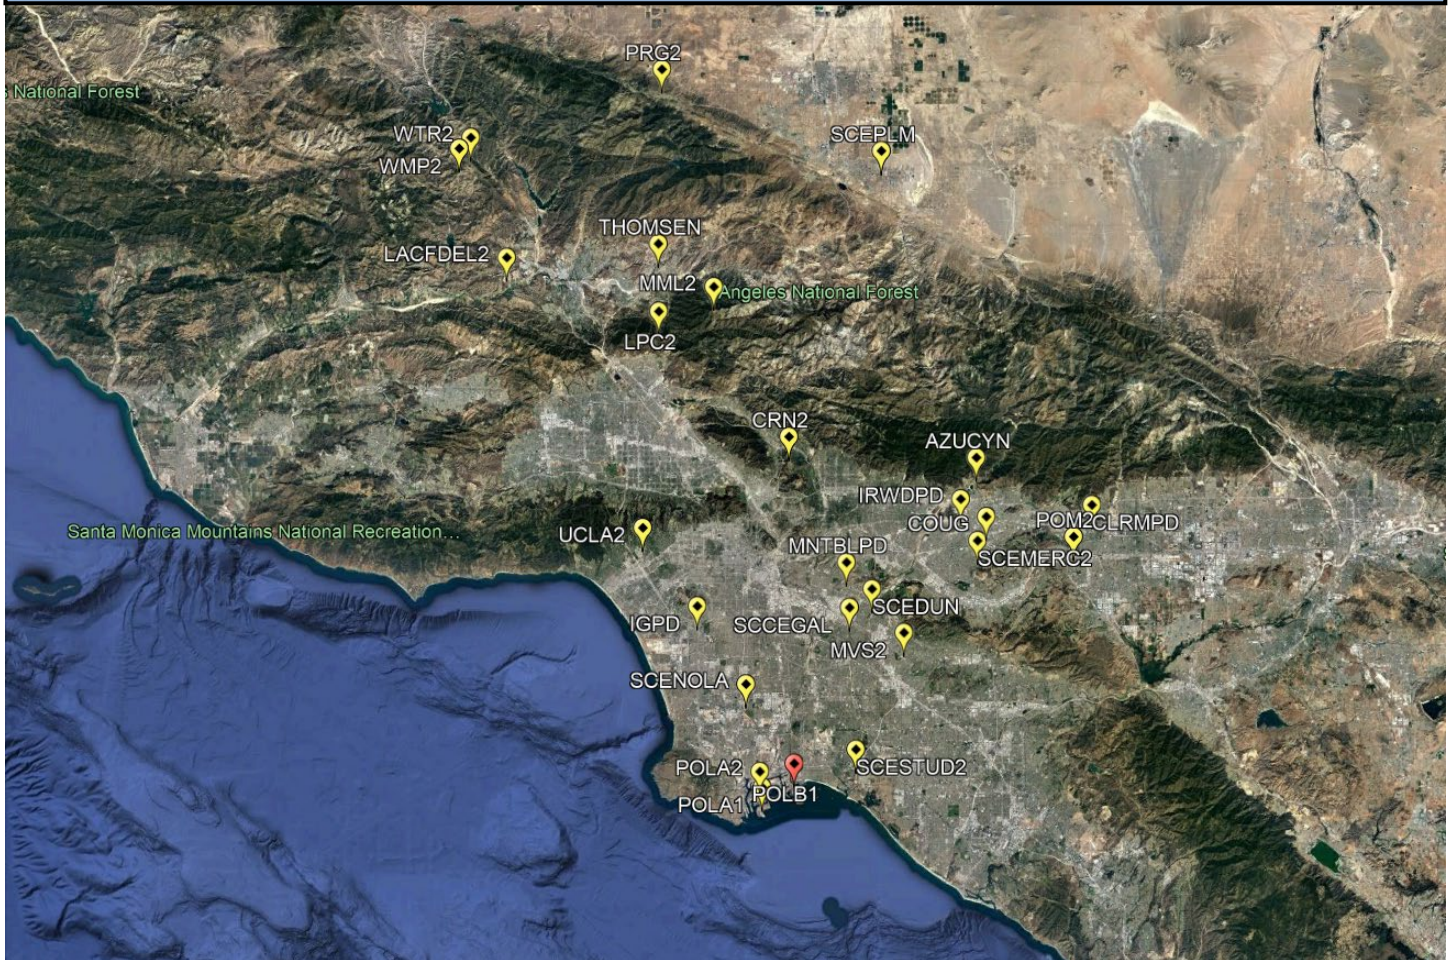 PRG2
s National Forest
WTR2
SCEPLM
WMP2
THOMSEN
LACFDEL2
MML2
Angeles National Forest
LPC2
CRN2
AZUCYN
IRWDPD
COUG
POM2
CLRMPD
Santa Monica Mountains National Recreation...
UCLA2
MNTBLPD
SCEMERC2
SCEDUN
IGPD
SCCEGAL
MVS2
SCENOLA
POLA2
SCESTUD2
POLB1
POLA1